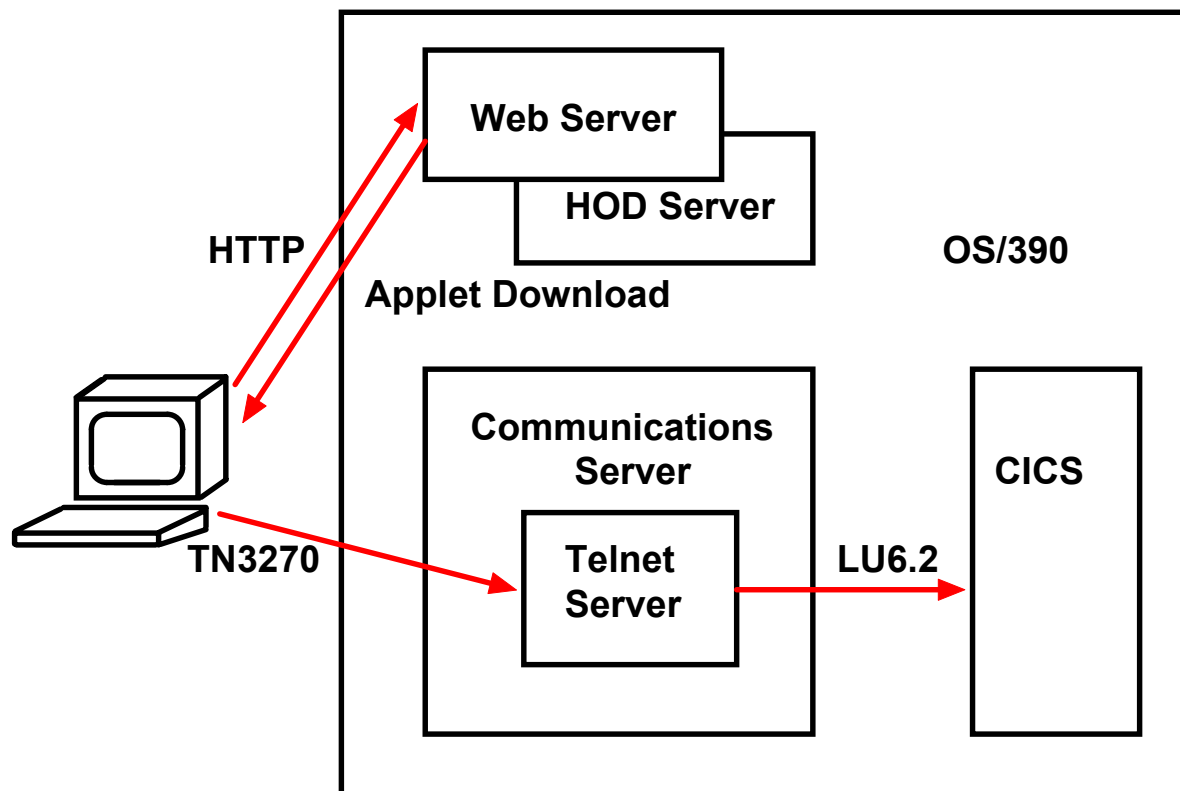 Web Server
HOD Server
HTTP
OS/390
Applet Download
Communications
Server
CICS
TN3270
Telnet
Server
LU6.2